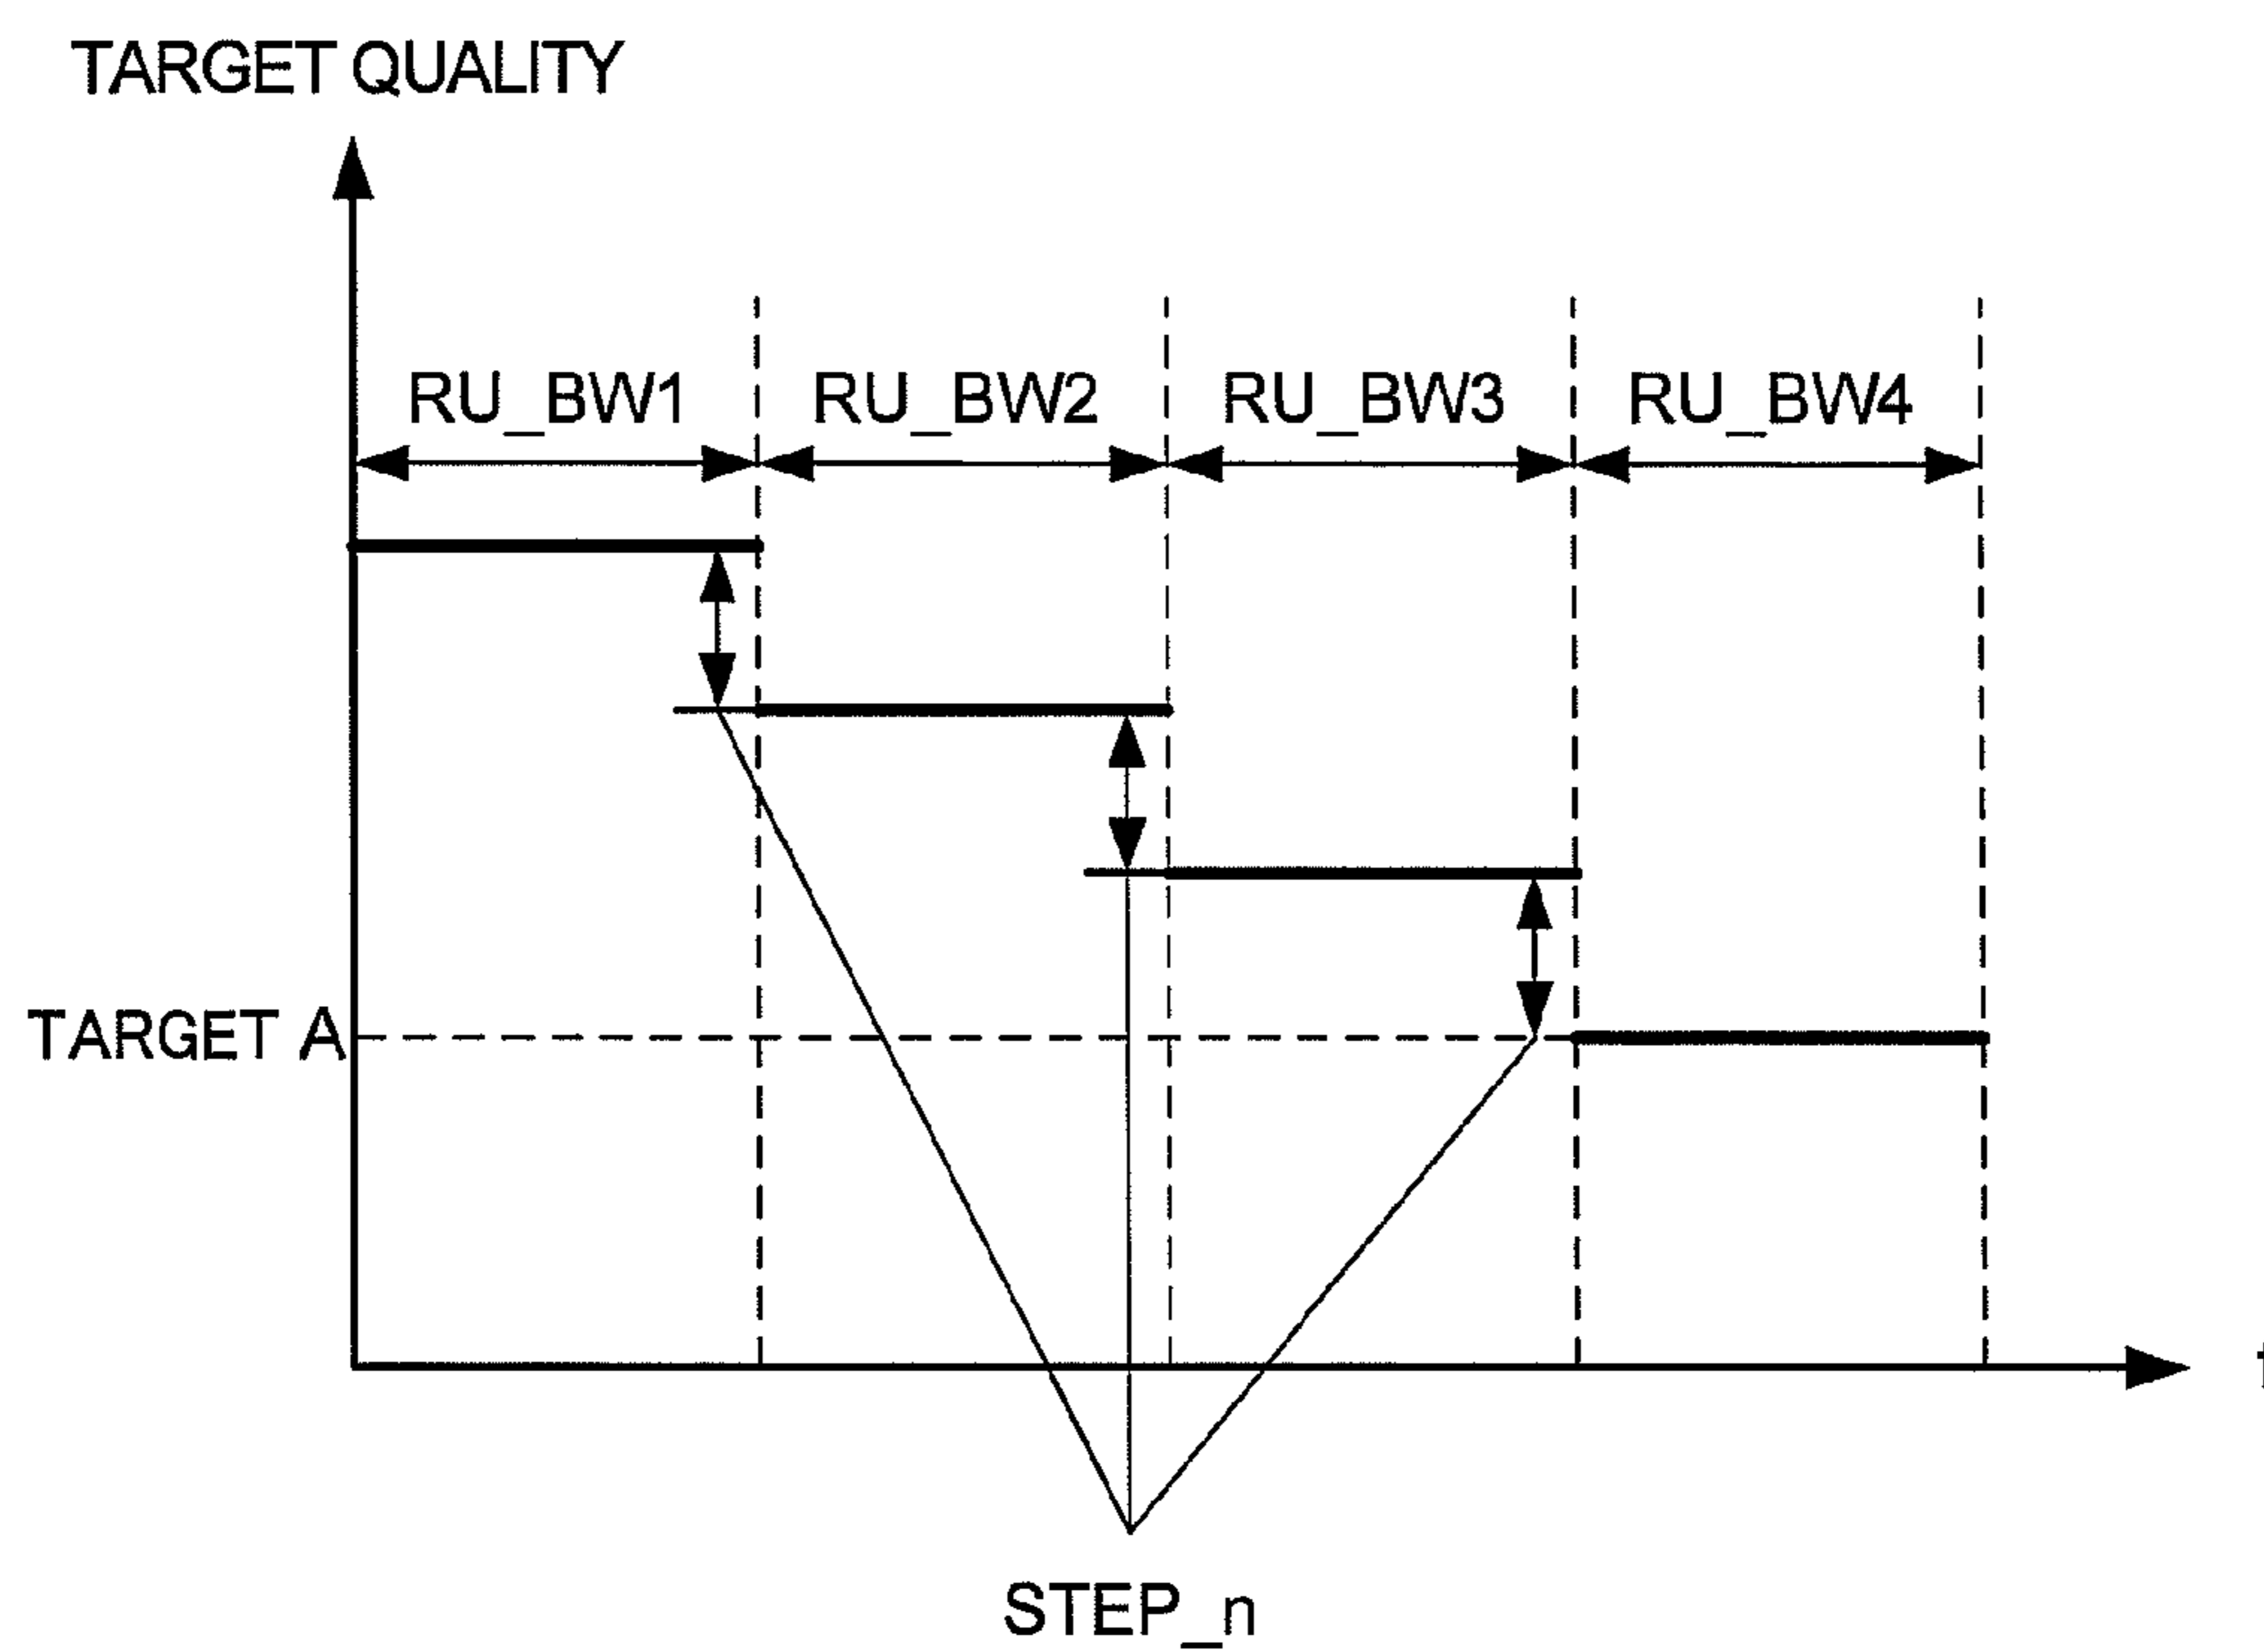 TARGET QUALITY
RU_BW1 RU_BW2 RU_BW3 RU_BW4
TARGET A
STEP_n